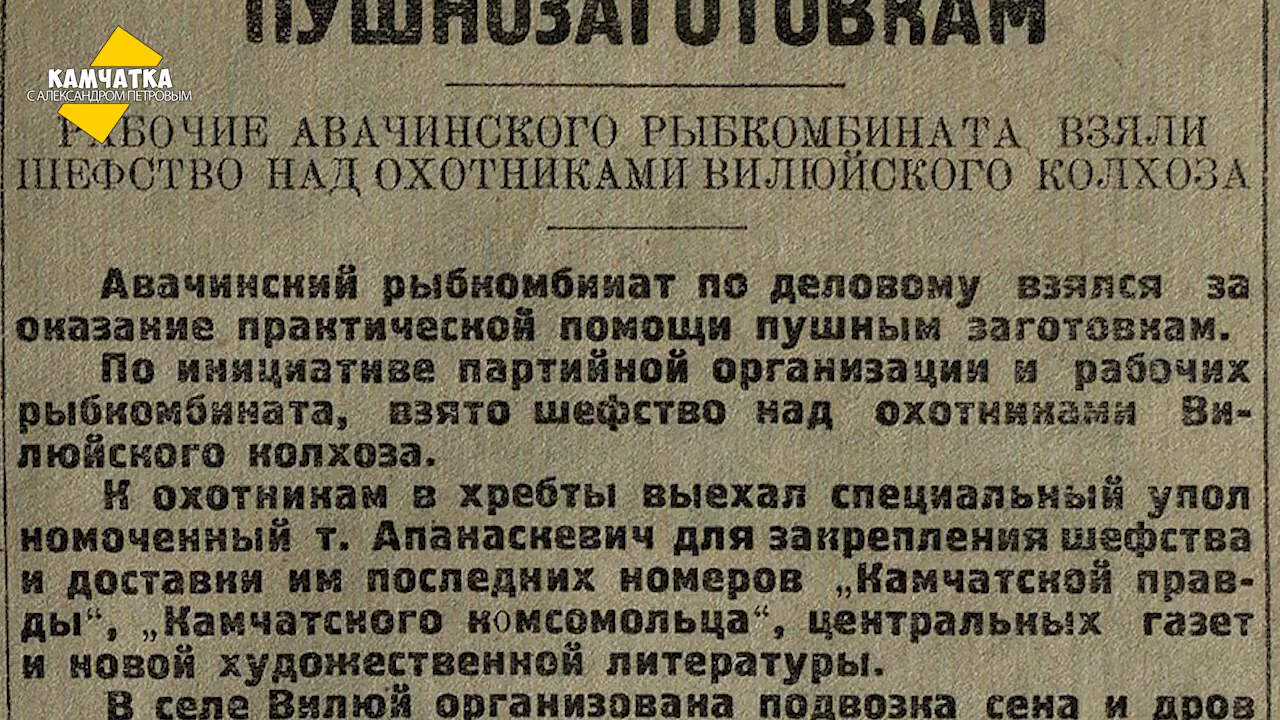 ПУШНОЗАГОТОВКАМ
КАМЧАТКА
С АЛЕКСАНДРОМ ПЕТРОВЫМ
РАБОЧИЕ АВАЧИНСКОГО РЫБКОМБИНАТА ВЗЯЛИ
ШЕФСТВО НАД ОХОТНИКАМИ ВИЛЮЙСКОГО КОЛХОЗА
Авачинский рыбкомбинат по деловому взялся за
оказание практической помощи пушным заготовкам.
По инициативе партийной организации и рабочих
рыбкомбината, взято шефство над охотниками Ви-
люйского колхоза.
К охотникам в хребты выехал специальный упол
номоченный т. Апанаскевич для закрепления шефства
и доставки им последних номеров „Камчатской прав-
ды“, „Камчатского комсомольца“, центральных газет
и новой художественной литературы.
В селе Вилюй организована подвозка сена и дров